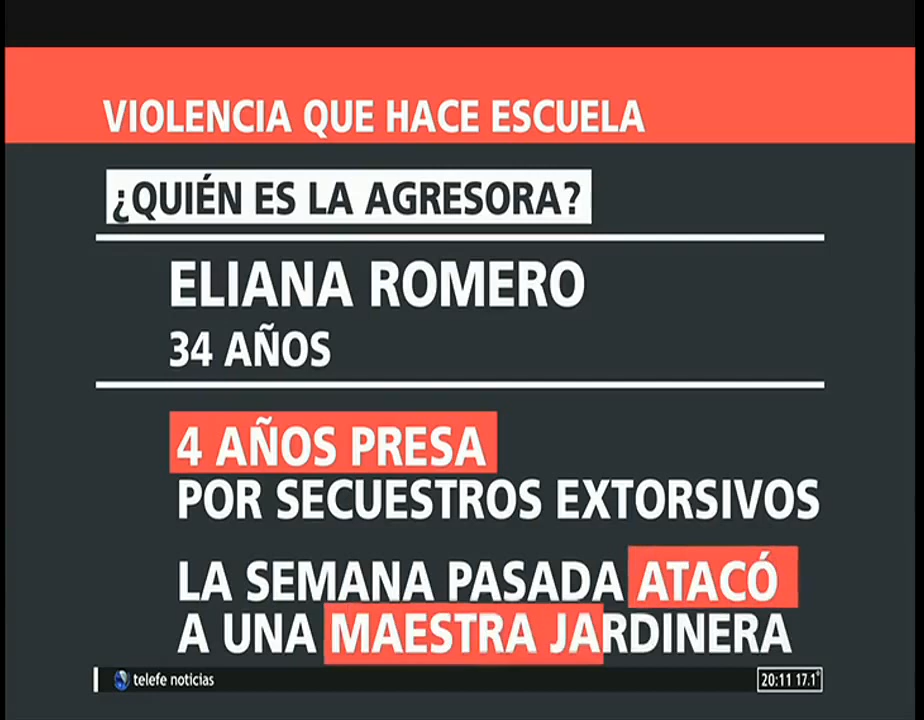 VIOLENCIA QUE HACE ESCUELA
¿QUIÉN ES LA AGRESORA?
ELIANA ROMERO
34 AÑOS
4 AÑOS PRESA
POR SECUESTROS EXTORSIVOS
LA SEMANA PASADA ATACÓ
A UNA MAESTRA JARDINERA
telefe noticias
20:11 17.1°